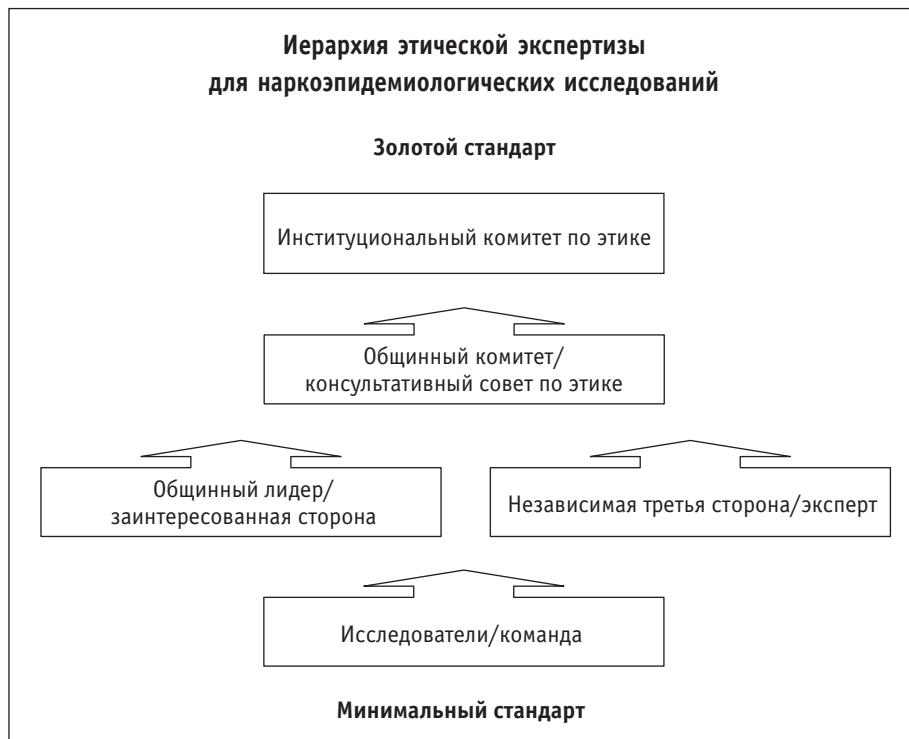 Иерархия этической экспертизы
для наркоэпидемиологических исследований
Золотой стандарт
Институциональный комитет по этике
Общинный комитет/
консультативный совет по этике
Общинный лидер/
заинтересованная сторона
Независимая третья сторона/эксперт
Исследователи/команда
Минимальный стандарт